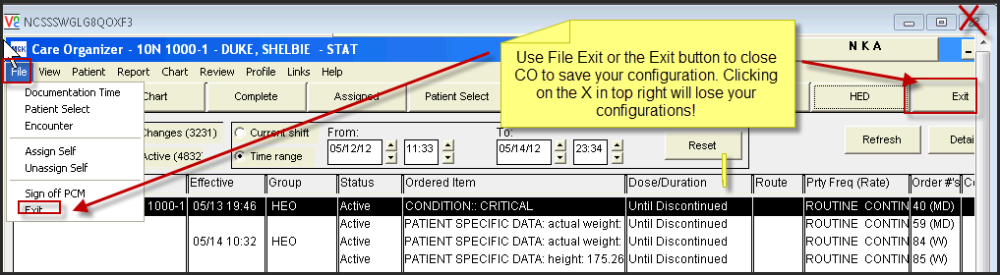 NCSSSWGLG8QOXF3
Care Organizer - 10N 1000-1 - DUKE, SHELBIE - STAT
N K A
Use File Exit or the Exit button to close
CO to save your configuration. Clicking
on the X in top right will lose your
configurations!
File View Patient Report Chart Review Profile Links Help
Documentation Time
Patient Select
Encounter
Assign Self
Unassign Self
Sign off PCM
Exit
Chart Complete Assigned Patient Select HED Exit
Changes (3231) Current shift From: To:
Active (4832) Time range 05/12/12 11:33 05/14/12 23:34 Reset Refresh Detai
Effective Group Status Ordered Item Dose/Duration Route Prty Freq (Rate) Order #'s Co
1000-1 05/13 19:46 HEO Active CONDITION:: CRITICAL Until Discontinued ROUTINE CONTIN 40 (MD)
Active PATIENT SPECIFIC DATA: actual weight: Until Discontinued ROUTINE CONTIN 59 (MD)
05/14 10:32 HEO Active PATIENT SPECIFIC DATA: actual weight: Until Discontinued ROUTINE CONTIN 84 (W)
Active PATIENT SPECIFIC DATA: height: 175.26 Until Discontinued ROUTINE CONTIN 85 (W)